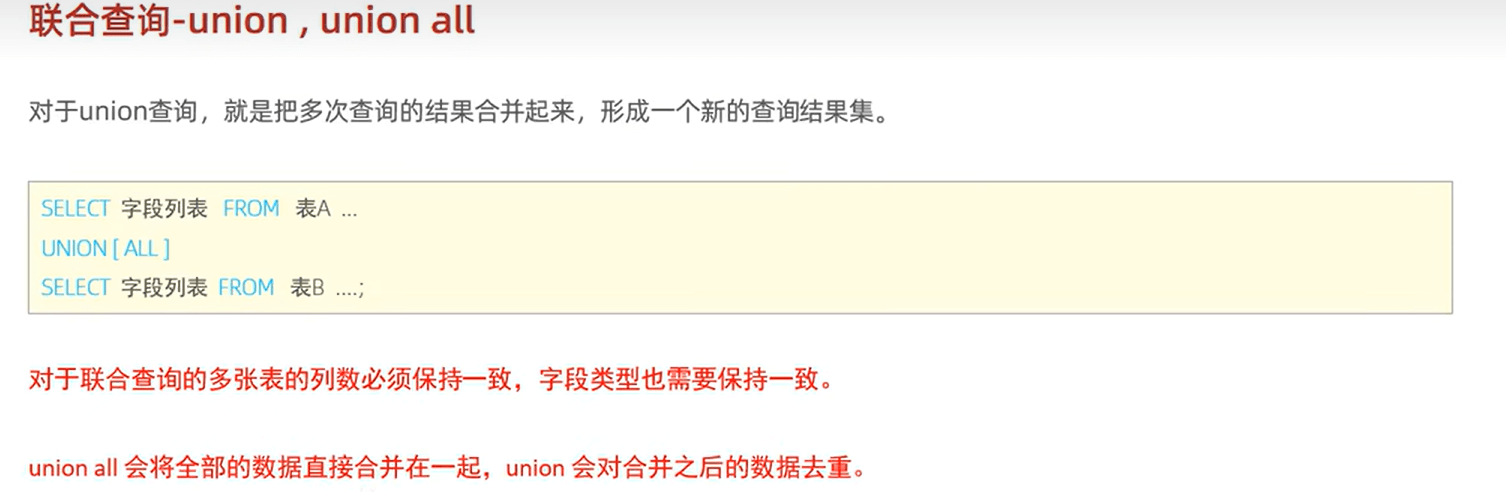 联合查询-union , union all
对于union查询，就是把多次查询的结果合并起来，形成一个新的查询结果集。
SELECT 字段列表 FROM 表A ...
UNION [ ALL ]
SELECT 字段列表 FROM 表B ....;
对于联合查询的多张表的列数必须保持一致，字段类型也需要保持一致。
union all 会将全部的数据直接合并在一起，union 会对合并之后的数据去重。